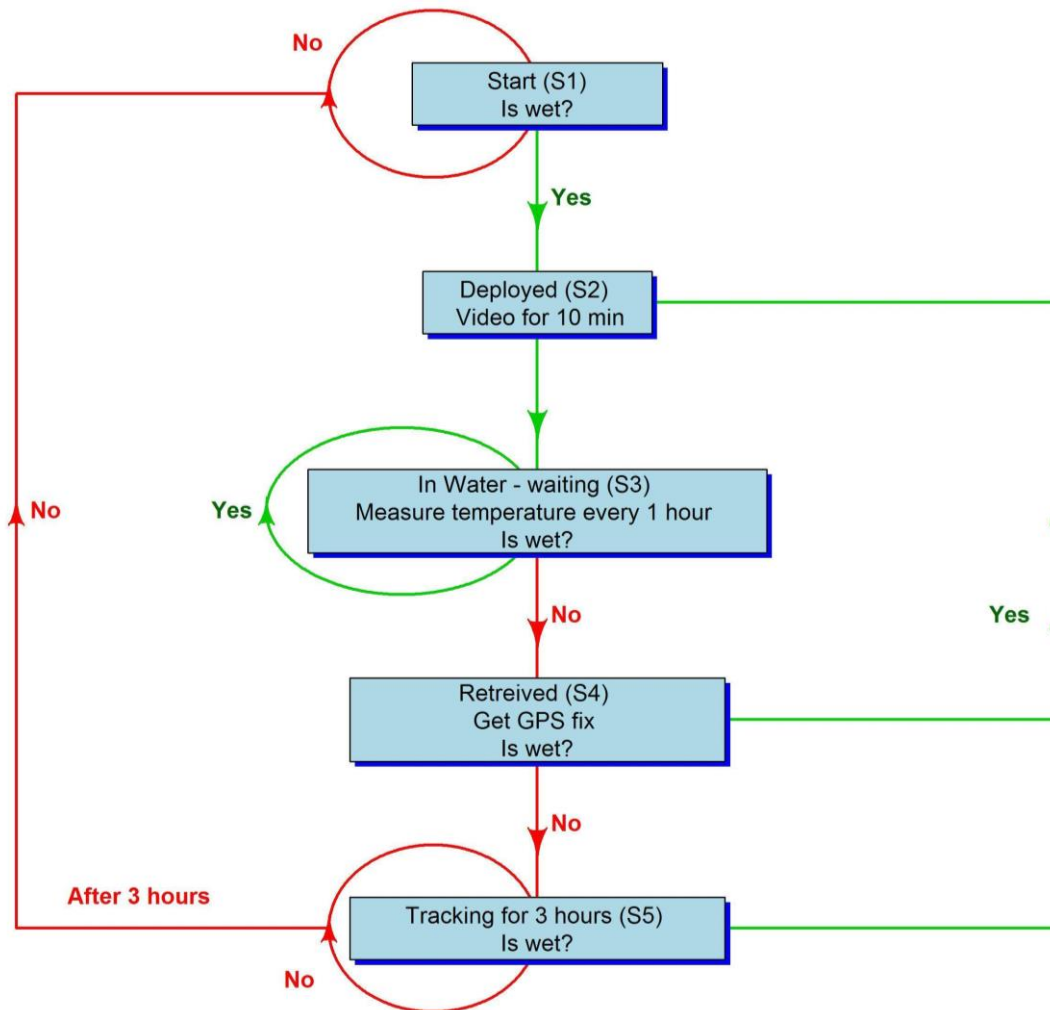 No
Start (S1)
Is wet?
Yes
Deployed (S2)
Video for 10 min
In Water - waiting (S3)
Measure temperature every 1 hour
Is wet?
Yes
No
No
Yes
Retreived (S4)
Get GPS fix
Is wet?
No
After 3 hours
Tracking for 3 hours (S5)
Is wet?
No